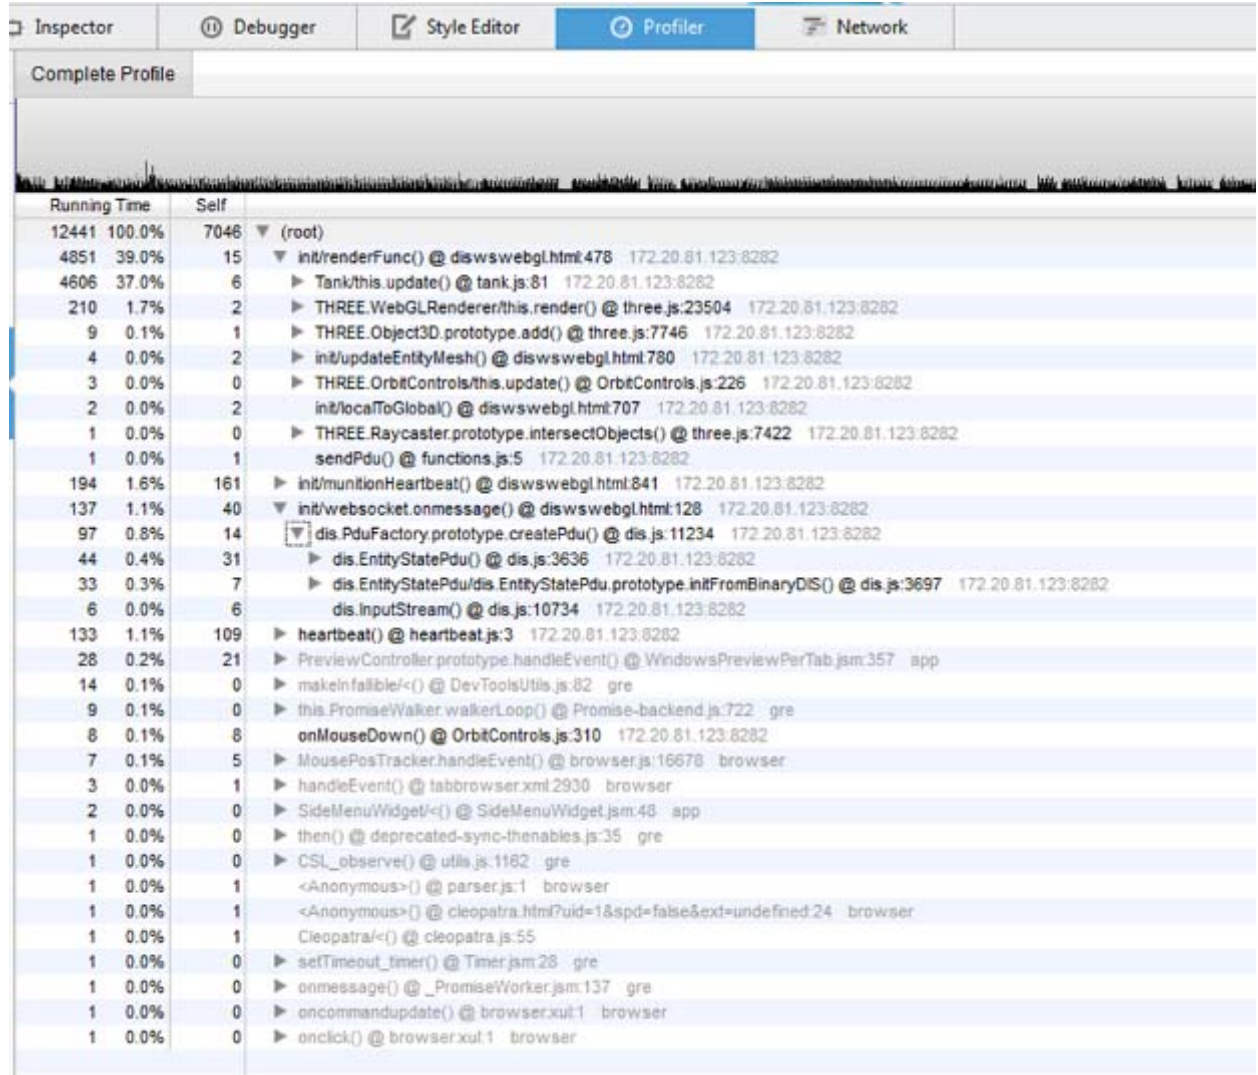 Inspector Debugger Style Editor Profiler Network
Complete Profile
Running Time Self
12441 100.0% 7046 (root)
4851 39.0% 15 init/renderFunc() @ diswswebgl.html:478 172.20.81.123:8282
4606 37.0% 6 Tank/this.update() @ tank.js:81 172.20.81.123:8282
210 1.7% 2 THREE.WebGLRenderer/this.render() @ three.js:23504 172.20.81.123:8282
9 0.1% 1 THREE.Object3D.prototype.add() @ three.js:7746 172.20.81.123:8282
4 0.0% 2 init/updateEntityMesh() @ diswswebgl.html:780 172.20.81.123:8282
3 0.0% 0 THREE.OrbitControls/this.update() @ OrbitControls.js:226 172.20.81.123:8282
2 0.0% 2 init/localToGlobal() @ diswswebgl.html:707 172.20.81.123:8282
1 0.0% 0 THREE.Raycaster.prototype.intersectObjects() @ three.js:7422 172.20.81.123:8282
1 0.0% 1 sendPdu() @ functions.js:5 172.20.81.123:8282
194 1.6% 161 init/munitionHeartbeat() @ diswswebgl.html:841 172.20.81.123:8282
137 1.1% 40 init/websocket.onmessage() @ diswswebgl.html:128 172.20.81.123:8282
97 0.8% 14 dis.PduFactory.prototype.createPdu() @ dis.js:11234 172.20.81.123:8282
44 0.4% 31 dis.EntityStatePdu() @ dis.js:3636 172.20.81.123:8282
33 0.3% 7 dis.EntityStatePdu/dis.EntityStatePdu.prototype.initFromBinaryDIS() @ dis.js:3697 172.20.81.123:8282
6 0.0% 6 dis.InputStream() @ dis.js:10734 172.20.81.123:8282
133 1.1% 109 heartbeat() @ heartbeat.js:3 172.20.81.123:8282
28 0.2% 21 PreviewController.prototype.handleEvent() @ WindowsPreviewPerTab.jsm:357 app
14 0.1% 0 makeInfallible/<() @ DevToolsUtils.js:82 gre
9 0.1% 0 this.PromiseWalker.walkerLoop() @ Promise-backend.js:722 gre
8 0.1% 8 onMouseDown() @ OrbitControls.js:310 172.20.81.123:8282
7 0.1% 5 MousePosTracker.handleEvent() @ browser.js:16678 browser
3 0.0% 1 handleEvent() @ tabbrowser.xml:2930 browser
2 0.0% 0 SideMenuWidget/<() @ SideMenuWidget.jsm:48 app
1 0.0% 0 then() @ deprecated-sync-thenables.js:35 gre
1 0.0% 0 CSL_observe() @ utils.js:1162 gre
1 0.0% 1 <Anonymous>() @ parser.js:1 browser
1 0.0% 1 <Anonymous>() @ cleopatra.html?uid=1&spd=false&ext=undefined:24 browser
1 0.0% 1 Cleopatra/<() @ cleopatra.js:55
1 0.0% 0 setTimeout_timer() @ Timer.jsm:28 gre
1 0.0% 0 onmessage() @ _PromiseWorker.jsm:137 gre
1 0.0% 0 oncommandupdate() @ browser.xul:1 browser
1 0.0% 0 onclick() @ browser.xul:1 browser